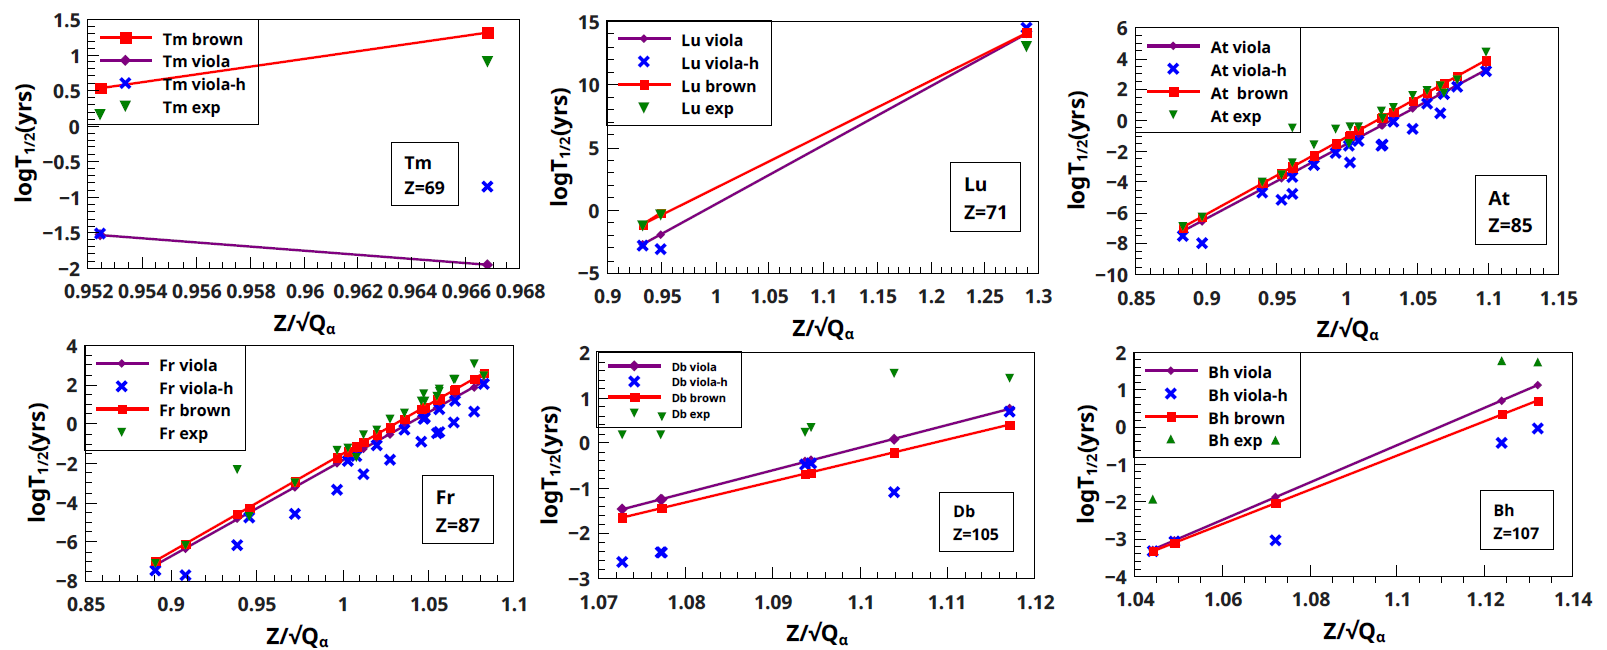 1.5
1
0.5
0
−0.5
−1
−1.5
−2
logT1/2(yrs)
Tm brown
Tm viola
Tm viola-h
Tm exp
Tm
Z=69
0.952 0.954 0.956 0.958 0.96 0.962 0.964 0.966 0.968
Z/√Qα
15
10
5
0
−5
logT1/2(yrs)
Lu viola
Lu viola-h
Lu brown
Lu exp
Lu
Z=71
0.9 0.95 1 1.05 1.1 1.15 1.2 1.25 1.3
Z/√Qα
6
4
2
0
−2
−4
−6
−8
−10
logT1/2(yrs)
At viola
At viola-h
At brown
At exp
At
Z=85
0.85 0.9 0.95 1 1.05 1.1 1.15
Z/√Qα
4
2
0
−2
−4
−6
−8
logT1/2(yrs)
Fr viola
Fr viola-h
Fr brown
Fr exp
Fr
Z=87
0.85 0.9 0.95 1 1.05 1.1
Z/√Qα
2
1
0
−1
−2
−3
logT1/2(yrs)
Db viola
Db viola-h
Db brown
Db exp
Db
Z=105
1.07 1.08 1.09 1.1 1.11 1.12
Z/√Qα
2
1
0
−1
−2
−3
−4
logT1/2(yrs)
Bh viola
Bh viola-h
Bh brown
Bh exp
Bh
Z=107
1.04 1.06 1.08 1.1 1.12 1.14
Z/√Qα